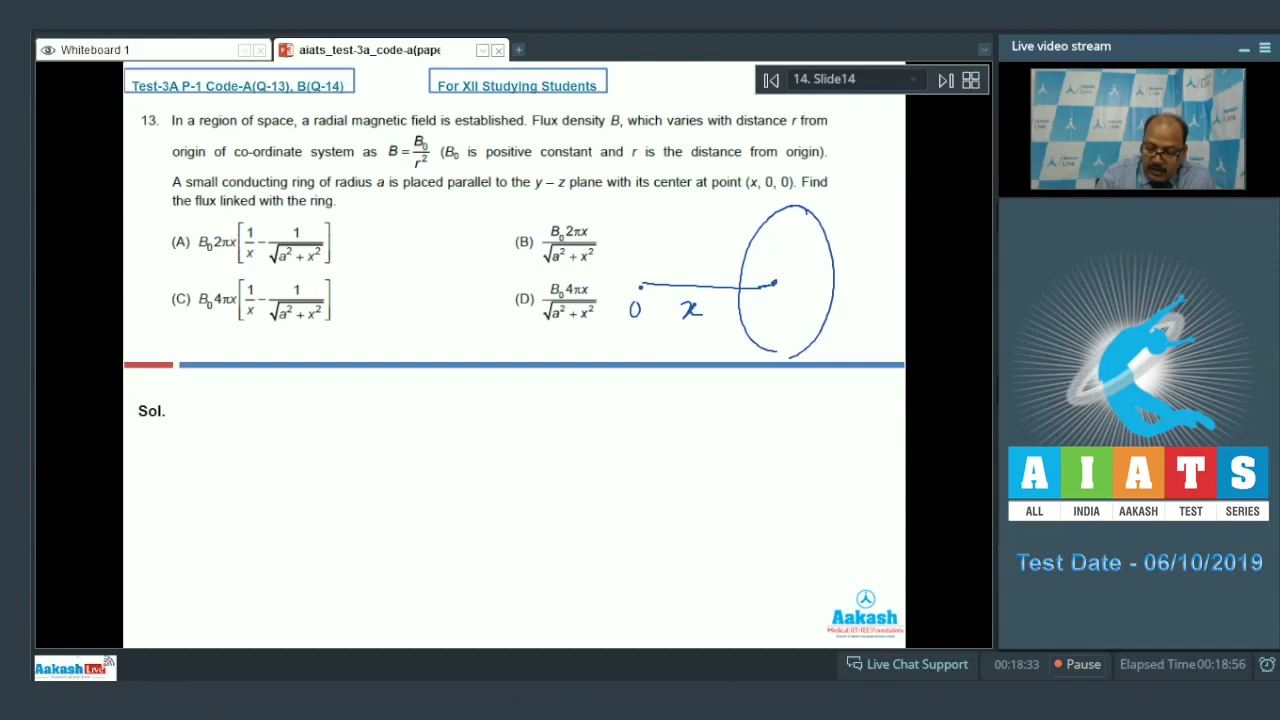 Whiteboard 1
aiats_test-3a_code-a(pape
Live video stream
Test-3A P-1 Code-A(Q-13), B(Q-14)
For XII Studying Students
14. Slide14
13. In a region of space, a radial magnetic field is established. Flux density B, which varies with distance r from
origin of co-ordinate system as B = B₀/r² (B₀ is positive constant and r is the distance from origin).
A small conducting ring of radius a is placed parallel to the y – z plane with its center at point (x, 0, 0). Find
the flux linked with the ring.
(A) B₀2πx[1/x − 1/√(a² + x²)]
(B) B₀2πx/√(a² + x²)
(C) B₀4πx[1/x − 1/√(a² + x²)]
(D) B₀4πx/√(a² + x²)
0 x
Sol.
A I A T S
ALL INDIA AAKASH TEST SERIES
Test Date - 06/10/2019
Aakash
Medical|IIT-JEE|Foundations
Aakash Live
Live Chat Support
00:18:33
Pause
Elapsed Time 00:18:56